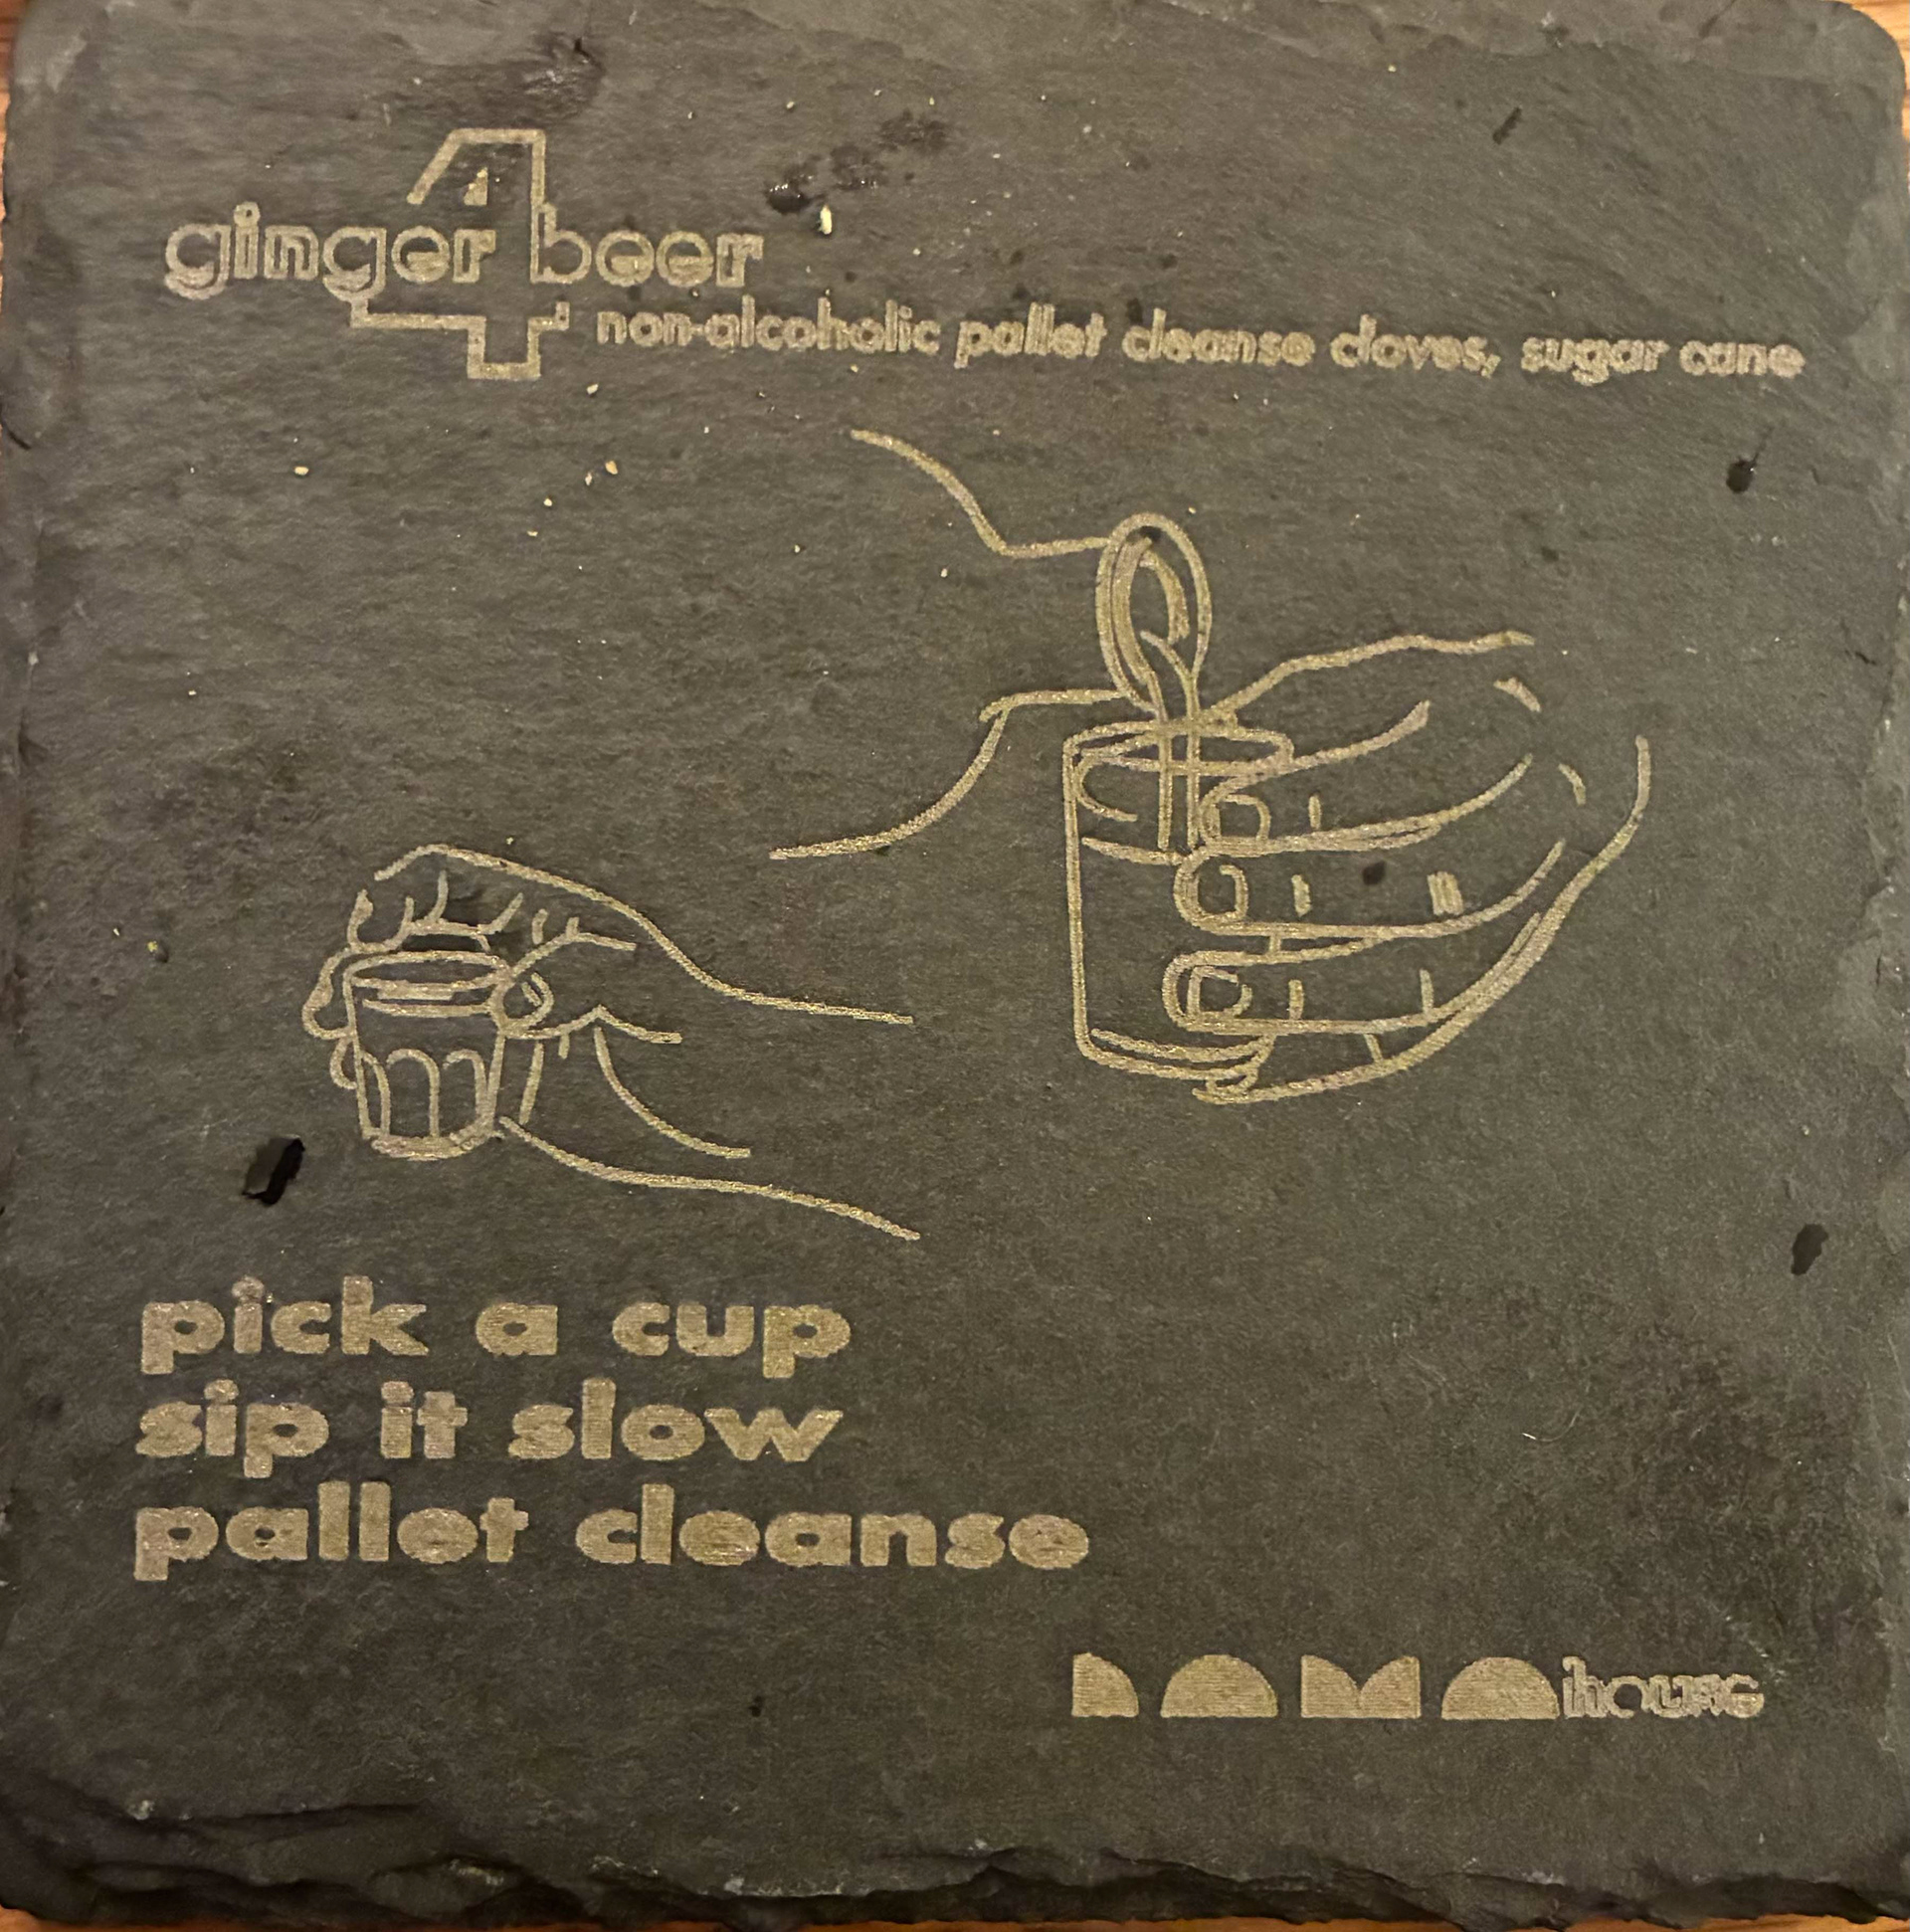 4
ginger beer
non-alcoholic pallet cleanse cloves, sugar cane
pick a cup
sip it slow
pallet cleanse
house